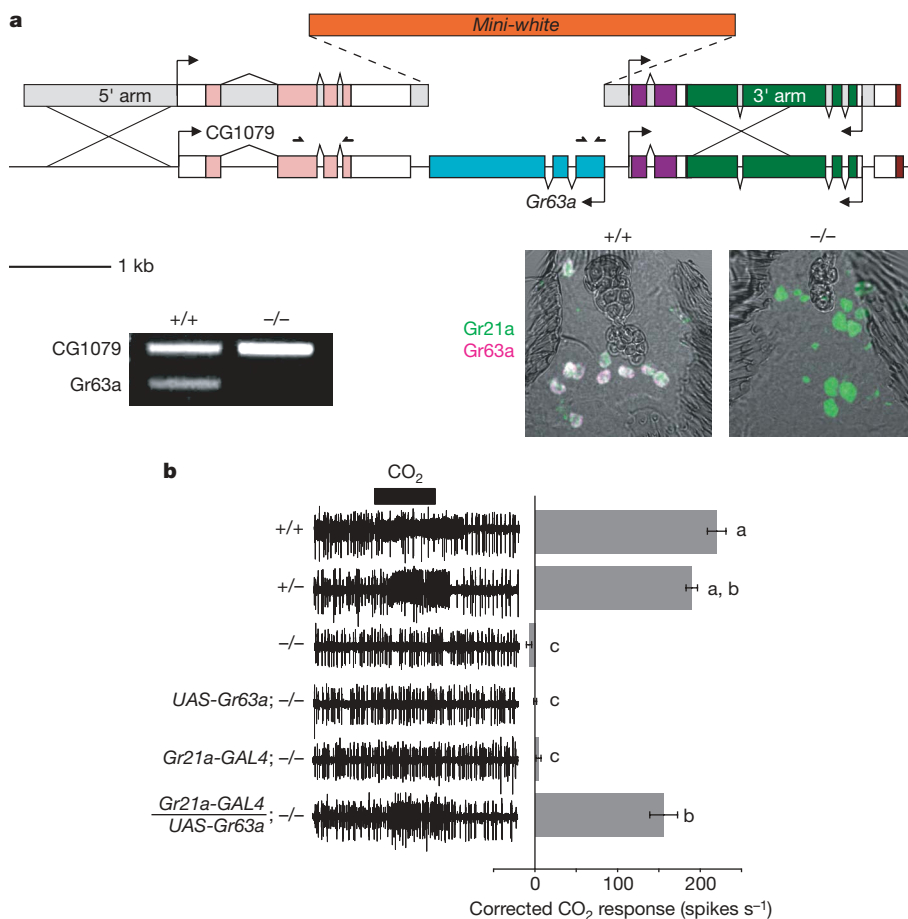 a
Mini-white
5' arm
3' arm
CG1079
Gr63a
1 kb
+/+
–/–
CG1079
Gr63a
+/+
–/–
Gr21a
Gr63a
b
CO₂
+/+
a
+/–
a, b
–/–
c
UAS-Gr63a; –/–
c
Gr21a-GAL4; –/–
c
Gr21a-GAL4
UAS-Gr63a
; –/–
b
0
100
200
Corrected CO₂ response (spikes s⁻¹)